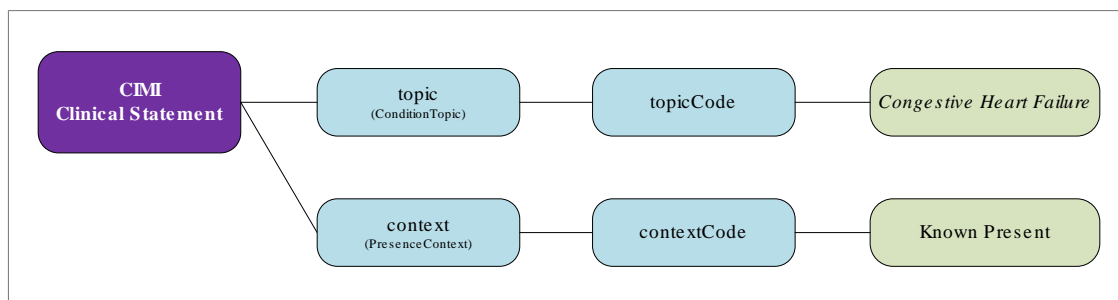 CIMI
Clinical Statement
topic
(ConditionTopic)
topicCode
Congestive Heart Failure
context
(PresenceContext)
contextCode
Known Present